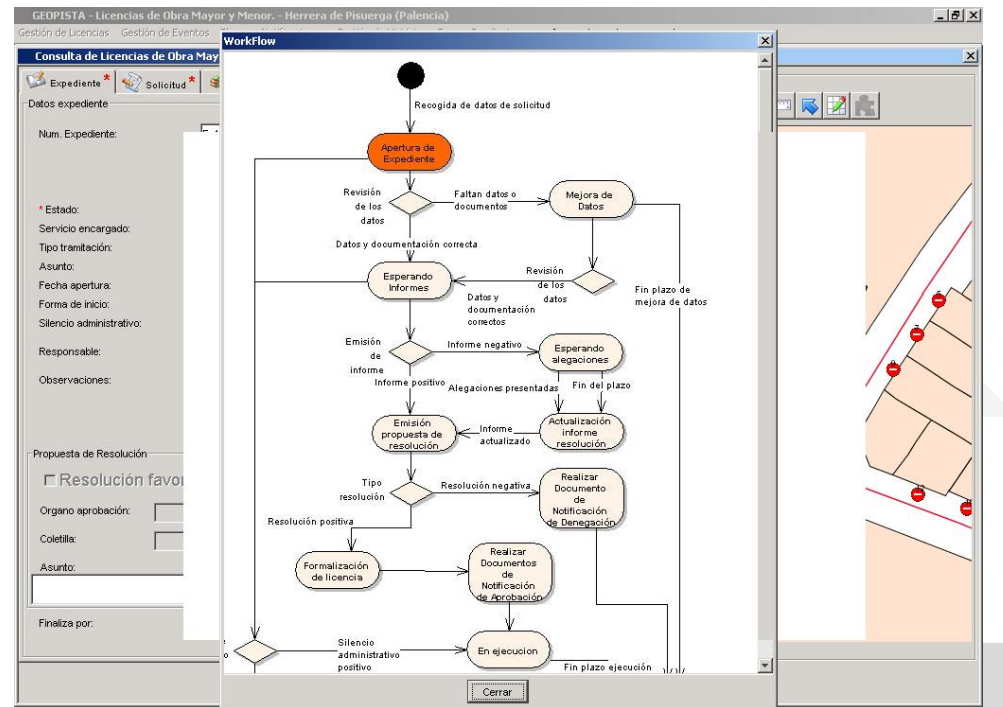 GEOPISTA - Licencias de Obra Mayor y Menor. - Herrera de Pisuerga (Palencia)
Gestión de Licencias Gestión de Eventos
WorkFlow
Consulta de Licencias de Obra May
Expediente *
Solicitud *
Datos expediente
Num. Expediente:
* Estado:
Servicio encargado:
Tipo tramitación:
Asunto:
Fecha apertura:
Forma de inicio:
Silencio administrativo:
Responsable:
Observaciones:
Propuesta de Resolución
Resolución favor
Organo aprobación:
Coletilla:
Asunto:
Finaliza por:
Recogida de datos de solicitud
Apertura de
Expediente
Revisión
de los
datos
Faltan datos o
documentos
Mejora de
Datos
Datos y documentación correcta
Esperando
Informes
Revisión
de los
datos
Datos y
documentación
correctos
Fin plazo de
mejora de datos
Emisión
de
informe
Informe negativo
Esperando
alegaciones
Informe positivo
Alegaciones presentadas
Fin del plazo
Emisión
propuesta de
resolución
Informe
actualizado
Actualización
informe
resolución
Tipo
resolución
Resolución negativa
Realizar
Documento
de
Notificación
de Denegación
Resolución positiva
Formalización
de licencia
Realizar
Documentos
de
Notificación
de Aprobación
Silencio
administrativo
positivo
En ejecucion
Fin plazo ejecución
Cerrar